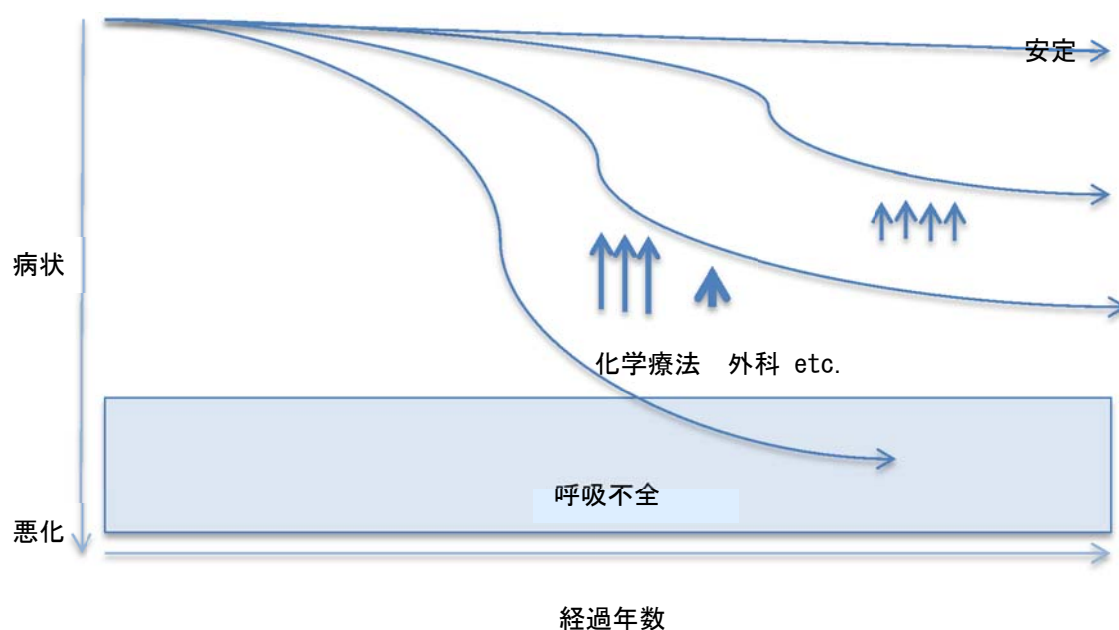 安定
病状
化学療法　外科 etc.
呼吸不全
悪化
経過年数